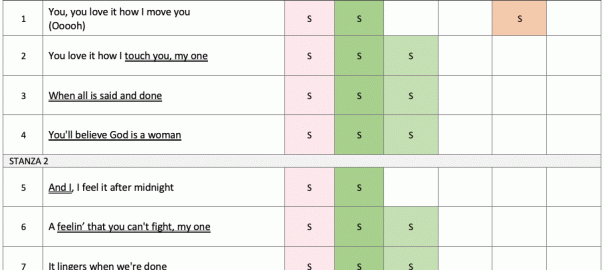 1 You, you love it how I move you S S S
(Ooooh)
2 You love it how I touch you, my one S S S
3 When all is said and done S S S
4 You'll believe God is a woman S S S
STANZA 2
5 And I, I feel it after midnight S S
6 A feelin' that you can't fight, my one S S S
7 It lingers when we're done S S S